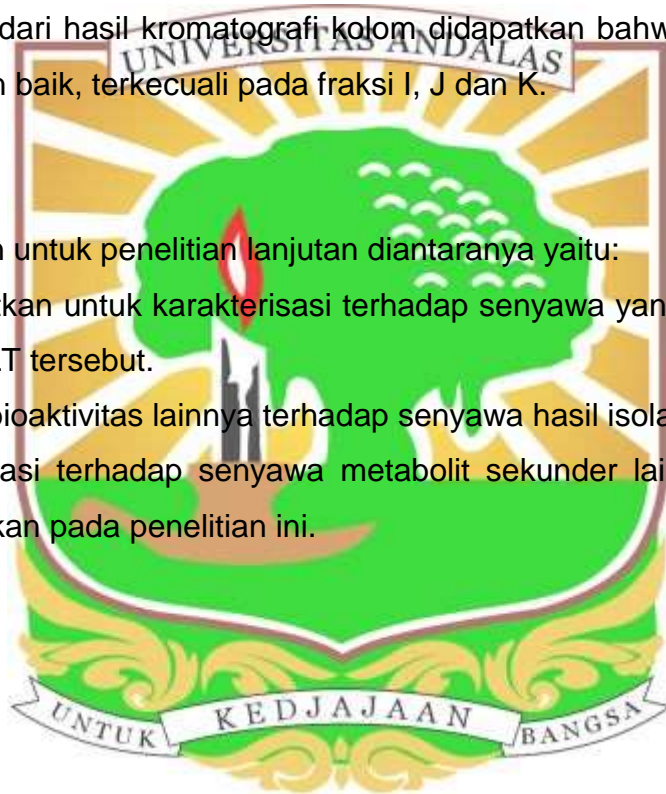 dari hasil kromatografi kolom didapatkan bahw
UNIVERSITAS ANDALAS
n baik, terkecuali pada fraksi I, J dan K.
n untuk penelitian lanjutan diantaranya yaitu:
tkan untuk karakterisasi terhadap senyawa yan
LT tersebut.
bioaktivitas lainnya terhadap senyawa hasil isola
asi terhadap senyawa metabolit sekunder lai
kan pada penelitian ini.
UNTUK KEDJAJAAN BANGSA